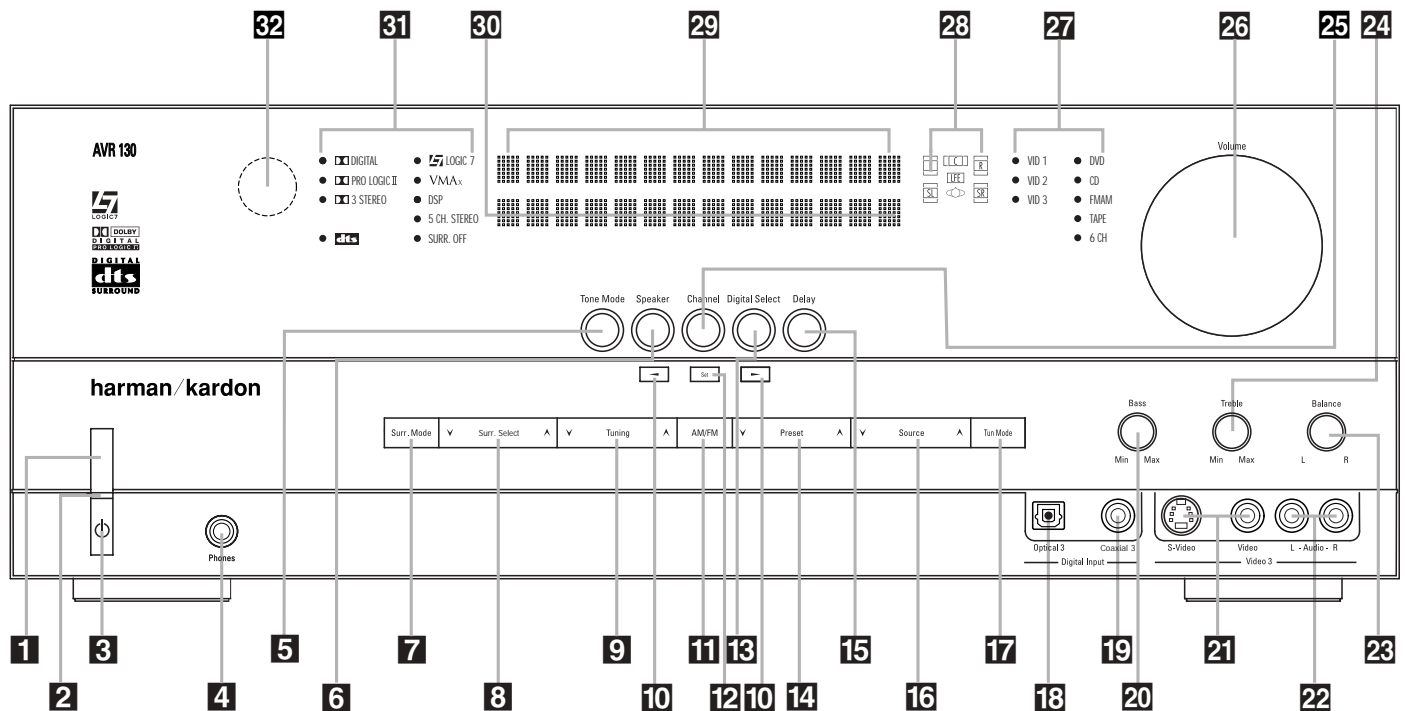 32 31 30 29 28 27 26 25 24
AVR 130
Volume
DIGITAL
PRO LOGIC II
3 STEREO
dts
LOGIC 7
VMAx
DSP
5 CH. STEREO
SURR. OFF
L C R
LFE
SL SR
VID 1
VID 2
VID 3
DVD
CD
FMAM
TAPE
6 CH
LOGIC7
DOLBY
DIGITAL
PRO LOGIC II
DIGITAL
dts
SURROUND
Tone Mode Speaker Channel Digital Select Delay
Set
harman/kardon
Surr. Mode Surr. Select Tuning AM/FM Preset Source Tun Mode
Bass Treble Balance
Min Max Min Max L R
Phones
Optical 3 Coaxial 3 S-Video Video L - Audio - R
Digital Input Video 3
1 3 5 7 9 11 13 15 17 19 21 23
2 4 6 8 10 12 10 14 16 18 20 22